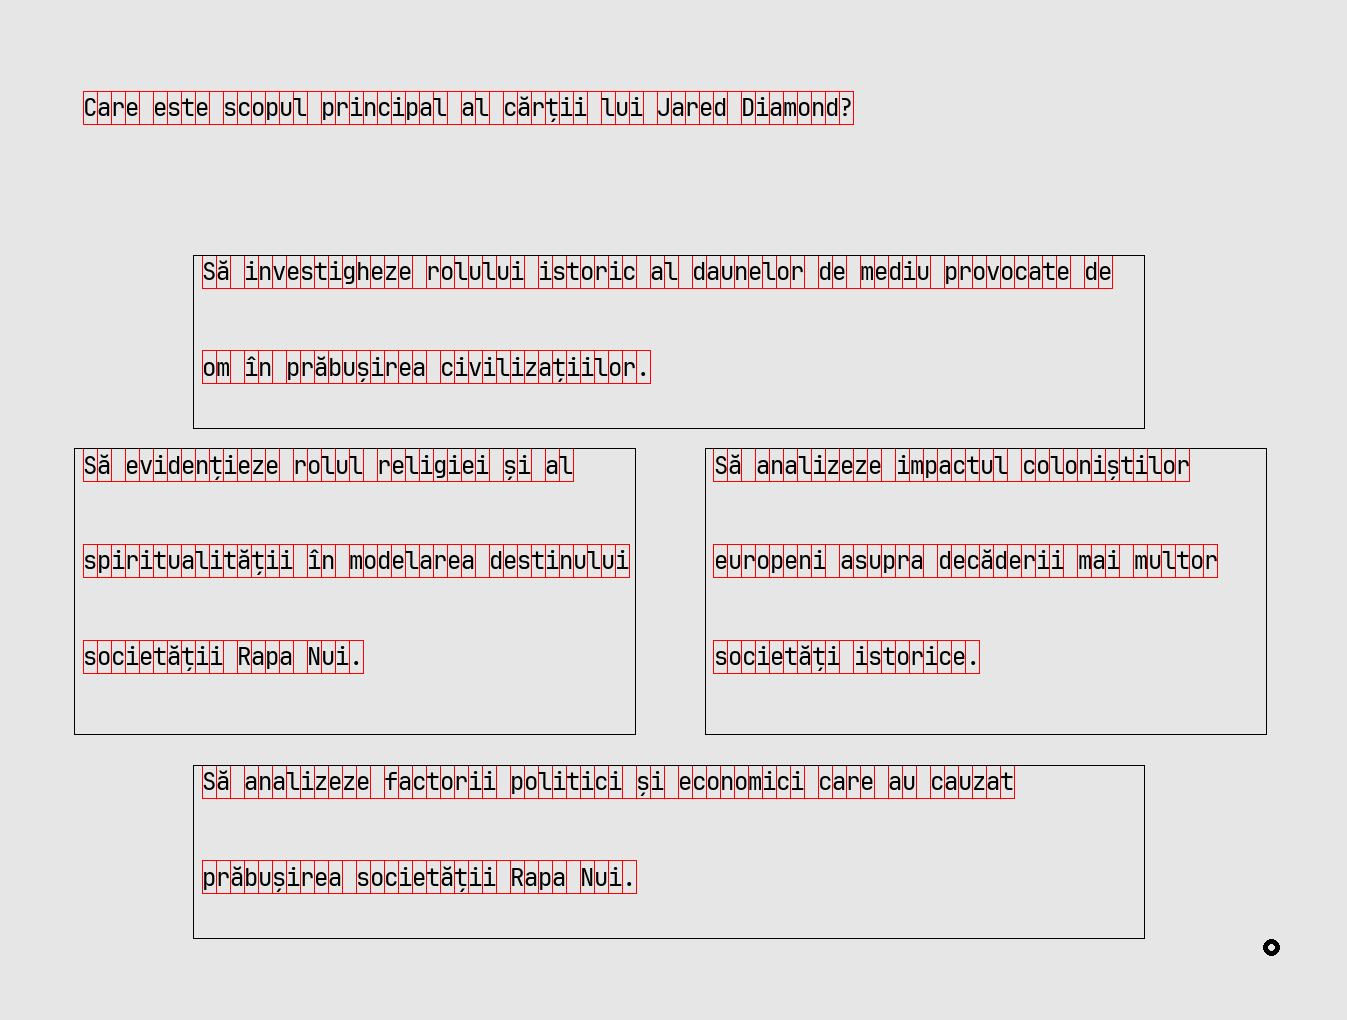 Care este scopul principal al cărții lui Jared Diamond?
Să investigheze rolului istoric al daunelor de mediu provocate de
om în prăbușirea civilizațiilor.
Să evidențieze rolul religiei și al
spiritualității în modelarea destinului
societății Rapa Nui.
Să analizeze impactul coloniștilor
europeni asupra decăderii mai multor
societăți istorice.
Să analizeze factorii politici și economici care au cauzat
prăbușirea societății Rapa Nui.